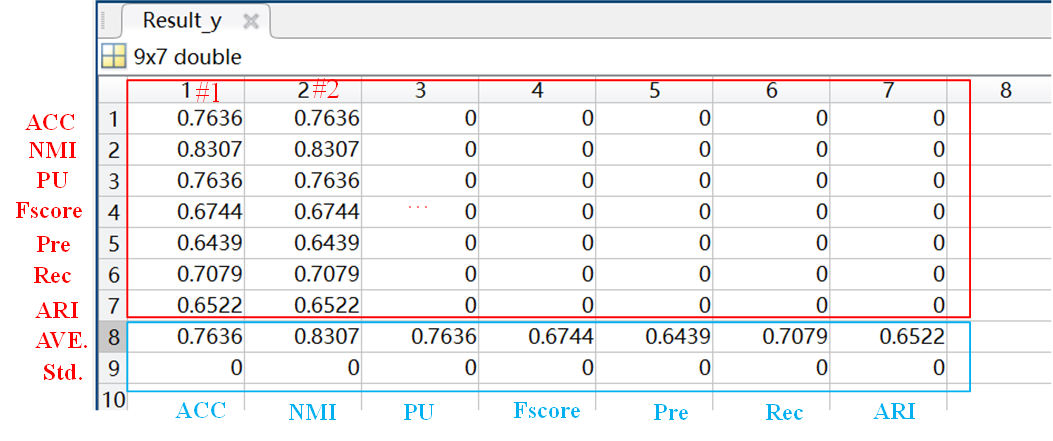 Result_y
9x7 double
1 #1 2 #2 3 4 5 6 7 8
ACC 1 0.7636 0.7636 0 0 0 0 0
NMI 2 0.8307 0.8307 0 0 0 0 0
PU 3 0.7636 0.7636 0 0 0 0 0
Fscore 4 0.6744 0.6744 ... 0 0 0 0 0
Pre 5 0.6439 0.6439 0 0 0 0 0
Rec 6 0.7079 0.7079 0 0 0 0 0
ARI 7 0.6522 0.6522 0 0 0 0 0
AVE. 8 0.7636 0.8307 0.7636 0.6744 0.6439 0.7079 0.6522
Std. 9 0 0 0 0 0 0 0
10
ACC NMI PU Fscore Pre Rec ARI